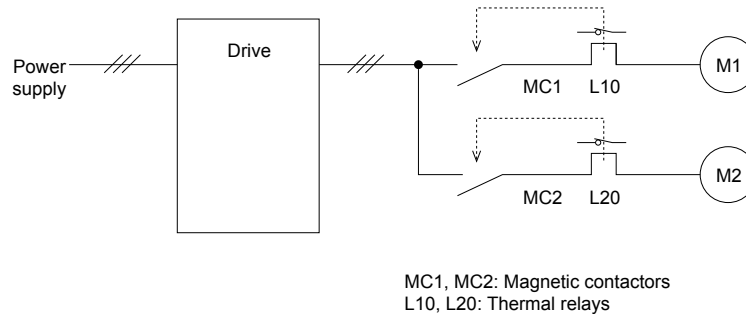 Drive
Power
supply
MC1
L10
M1
MC2
L20
M2
MC1, MC2: Magnetic contactors
L10, L20: Thermal relays